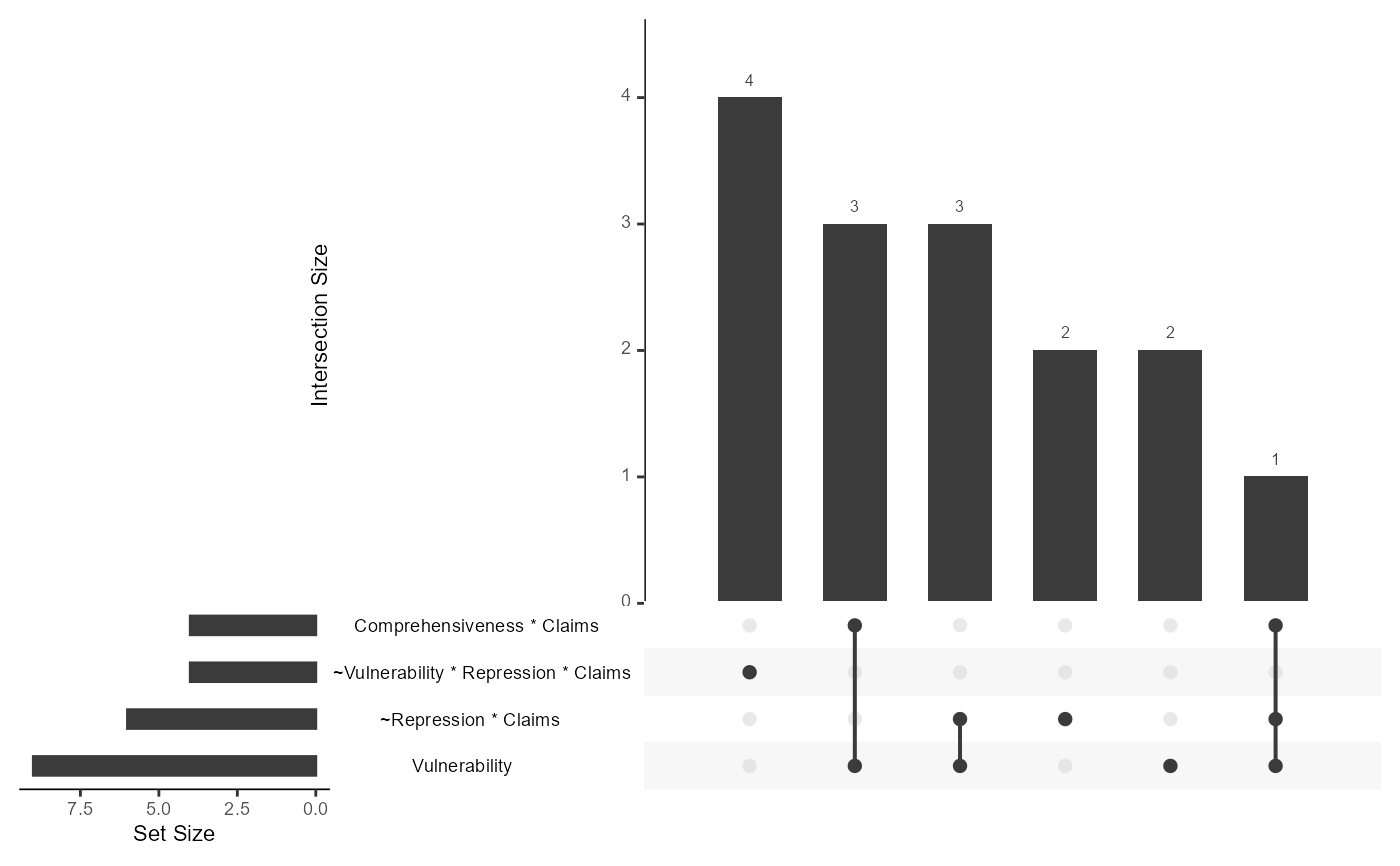 4
3
2
1
0
Intersection Size
4
3
3
2
2
1
Comprehensiveness * Claims
~Vulnerability * Repression * Claims
~Repression * Claims
Vulnerability
7.5 5.0 2.5 0.0
Set Size